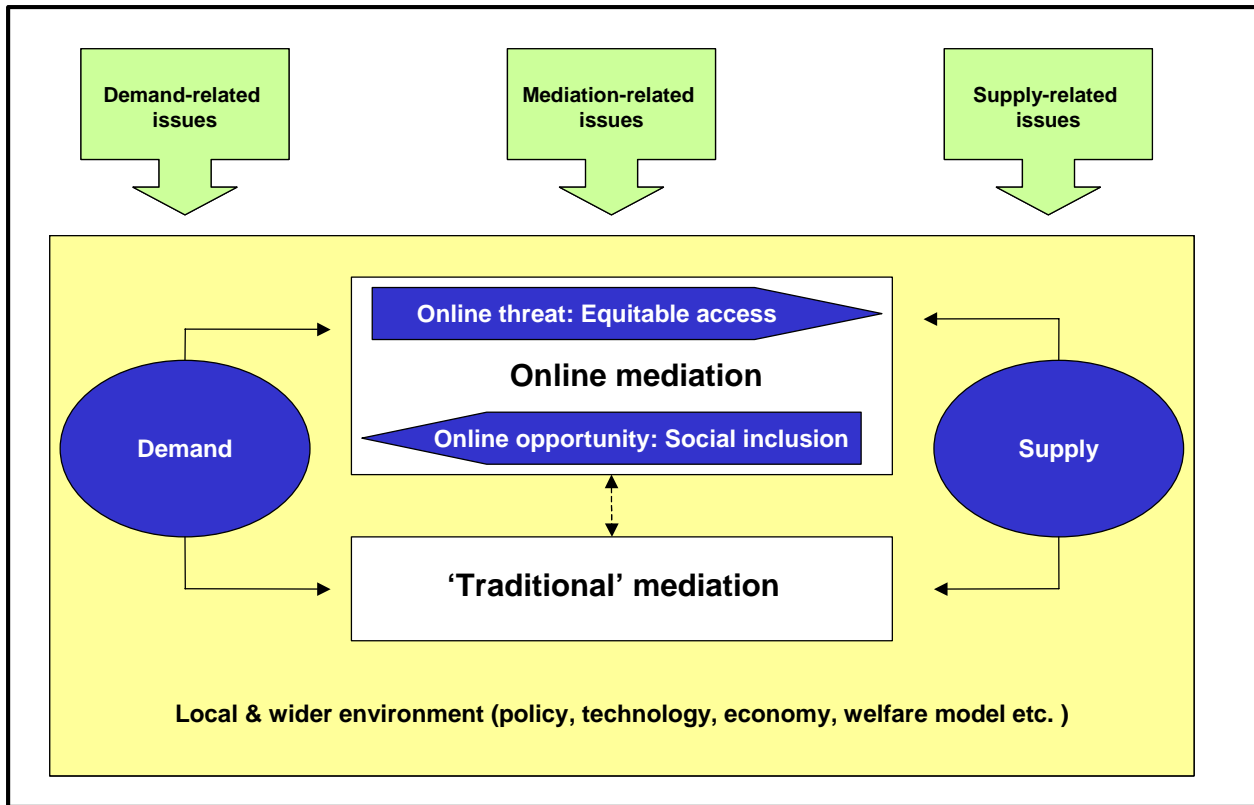 Demand-related
issues
Mediation-related
issues
Supply-related
issues
Online threat: Equitable access
Online mediation
Online opportunity: Social inclusion
Demand
Supply
‘Traditional’ mediation
Local & wider environment (policy, technology, economy, welfare model etc. )